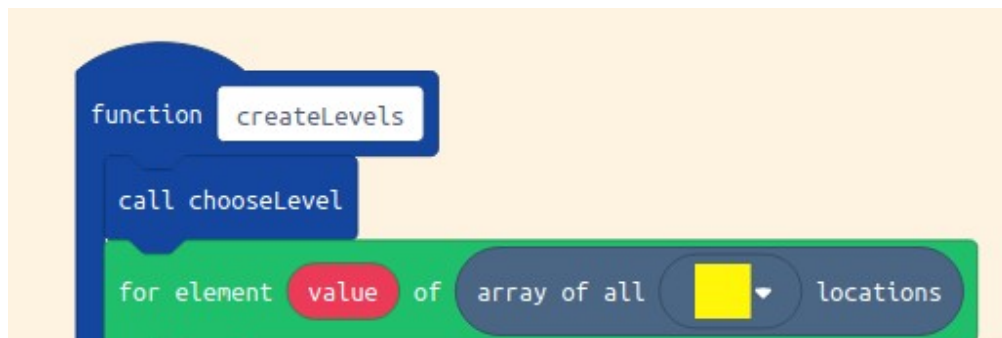 function createLevels
call chooseLevel
for element value of array of all locations